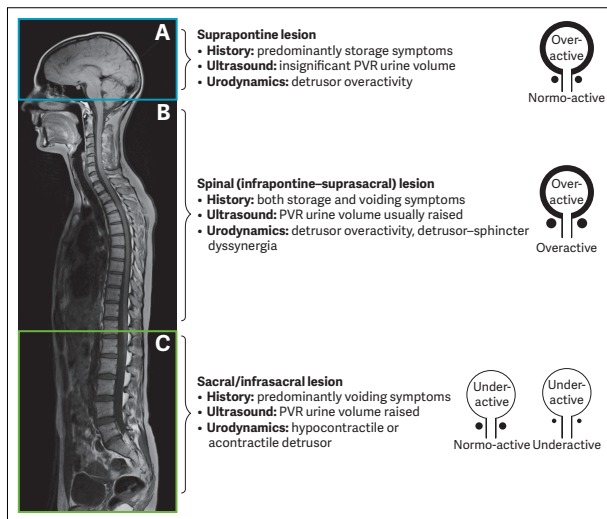 A
Suprapontine lesion
• History: predominantly storage symptoms
• Ultrasound: insignificant PVR urine volume
• Urodynamics: detrusor overactivity
Over-
active
Normo-active
B
Spinal (infrapontine–suprasacral) lesion
• History: both storage and voiding symptoms
• Ultrasound: PVR urine volume usually raised
• Urodynamics: detrusor overactivity, detrusor–sphincter
dyssynergia
Over-
active
Overactive
C
Sacral/infrasacral lesion
• History: predominantly voiding symptoms
• Ultrasound: PVR urine volume raised
• Urodynamics: hypocontractile or
acontractile detrusor
Under-
active
Normo-active
Under-
active
Underactive